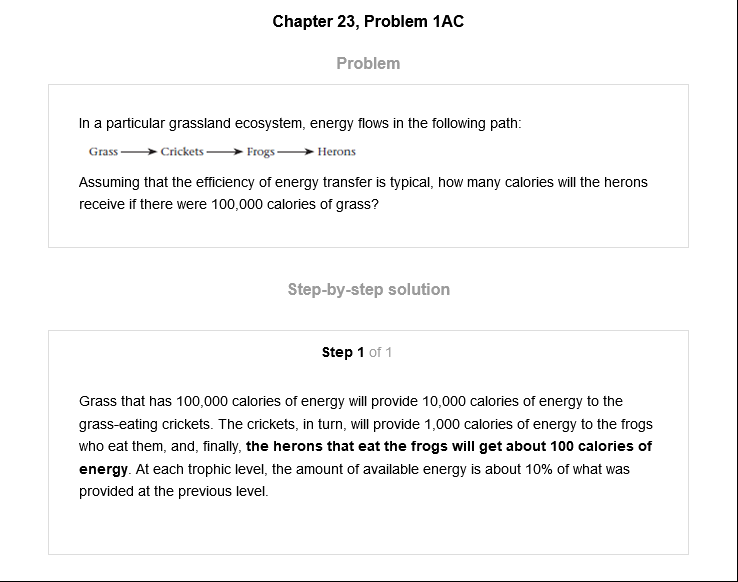 Chapter 23, Problem 1AC
Problem
In a particular grassland ecosystem, energy flows in the following path:
Grass → Crickets → Frogs → Herons
Assuming that the efficiency of energy transfer is typical, how many calories will the herons
receive if there were 100,000 calories of grass?
Step-by-step solution
Step 1 of 1
Grass that has 100,000 calories of energy will provide 10,000 calories of energy to the
grass-eating crickets. The crickets, in turn, will provide 1,000 calories of energy to the frogs
who eat them, and, finally, the herons that eat the frogs will get about 100 calories of
energy. At each trophic level, the amount of available energy is about 10% of what was
provided at the previous level.